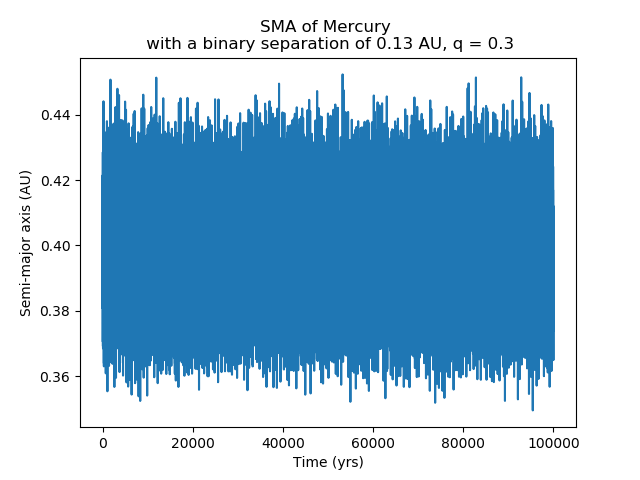 SMA of Mercury
with a binary separation of 0.13 AU, q = 0.3
Semi-major axis (AU)
0.44
0.42
0.40
0.38
0.36
0
20000
40000
60000
80000
100000
Time (yrs)